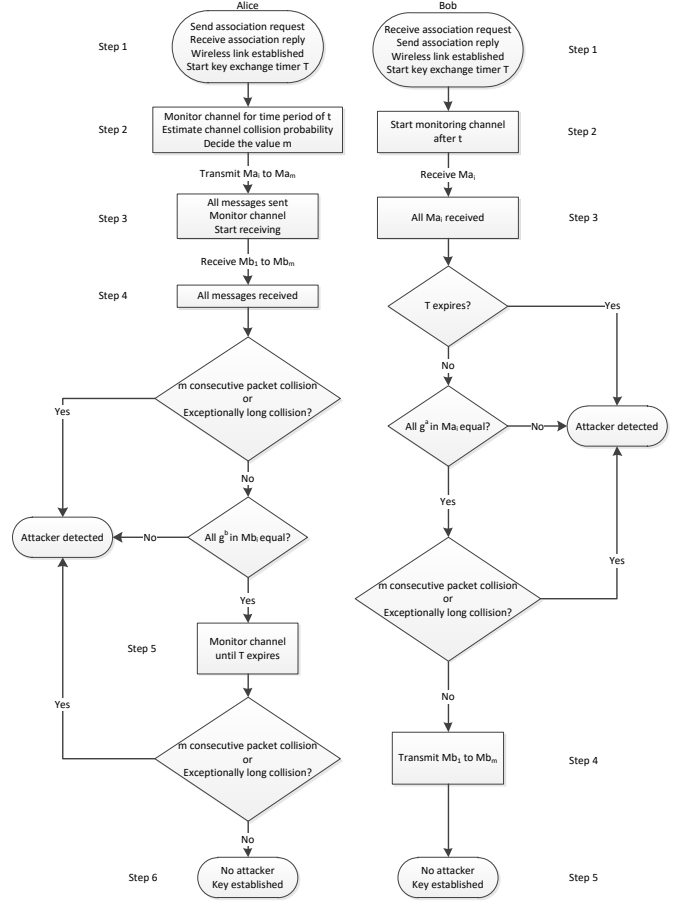 Alice
Step 1
Send association request
Receive association reply
Wireless link established
Start key exchange timer T
Step 2
Monitor channel for time period of t
Estimate channel collision probability
Decide the value m
Transmit Maᵢ to Maₘ
Step 3
All messages sent
Monitor channel
Start receiving
Receive Mb₁ to Mbₘ
Step 4
All messages received
m consecutive packet collision
or
Exceptionally long collision?
Yes
No
Attacker detected
No
All gᵇ in Mbᵢ equal?
Yes
Step 5
Monitor channel
until T expires
Yes
m consecutive packet collision
or
Exceptionally long collision?
No
Step 6
No attacker
Key established
Bob
Receive association request
Send association reply
Wireless link established
Start key exchange timer T
Step 1
Start monitoring channel
after t
Step 2
Receive Maᵢ
All Maᵢ received
Step 3
T expires?
Yes
No
All gᵃ in Maᵢ equal?
No
Attacker detected
Yes
m consecutive packet collision
or
Exceptionally long collision?
Yes
No
Transmit Mb₁ to Mbₘ
Step 4
No attacker
Key established
Step 5